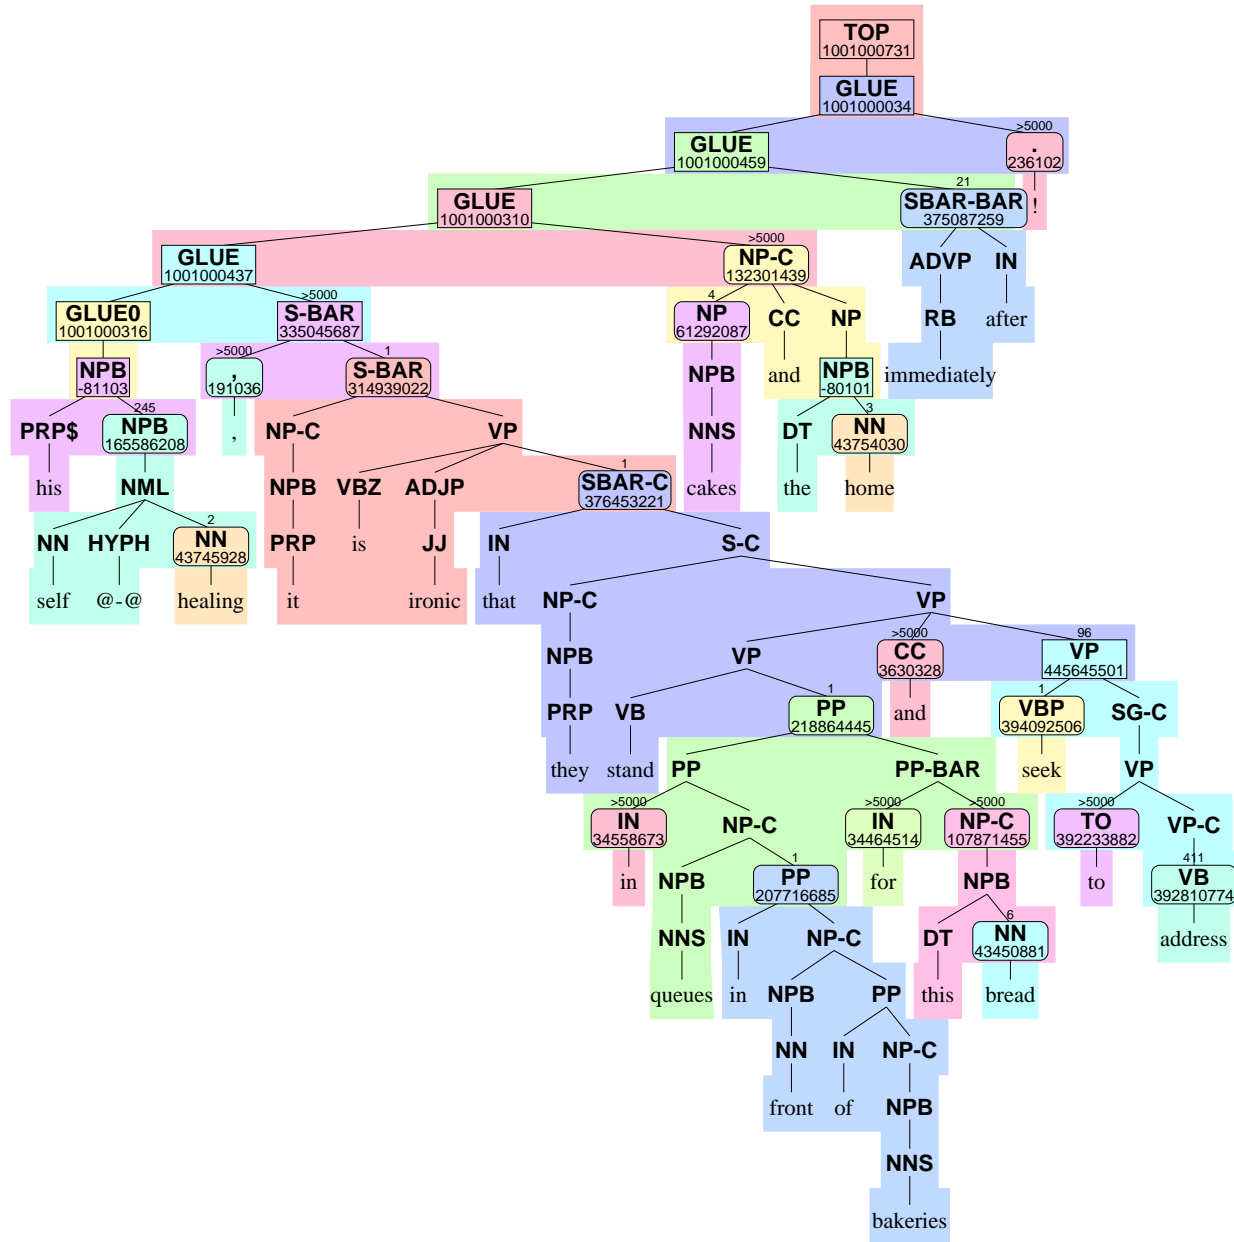 TOP
1001000731
GLUE
1001000034
>5000
GLUE
1001000459
.
236102
21
GLUE
1001000310
SBAR-BAR
375087259
!
>5000
GLUE
1001000437
NP-C
132301439
ADVP IN
>5000 4
GLUE0
1001000316
S-BAR
335045687
NP
61292087
CC NP RB after
>5000 1
NPB
-81103
,
191036
S-BAR
314939022
NPB and
NPB
-80101
immediately
245 3
PRP$
NPB
165586208
, NP-C VP NNS DT
NN
43754030
1
his NML NPB VBZ ADJP
SBAR-C
376453221
cakes the home
2
NN HYPH
NN
43745928
PRP is JJ IN S-C
self @-@ healing it ironic that NP-C VP
>5000 96
NPB VP
CC
3630328
VP
445645501
1 1
PRP VB
PP
218864445
and
VBP
394092506
SG-C
they stand PP PP-BAR seek VP
>5000 >5000 >5000 >5000
IN
34558673
NP-C
IN
34464514
NP-C
107871455
TO
392233882
VP-C
1 411
in NPB
PP
207716685
for NPB to
VB
392810774
6
NNS IN NP-C DT
NN
43450881
address
queues in NPB PP this bread
NN IN NP-C
front of NPB
NNS
bakeries